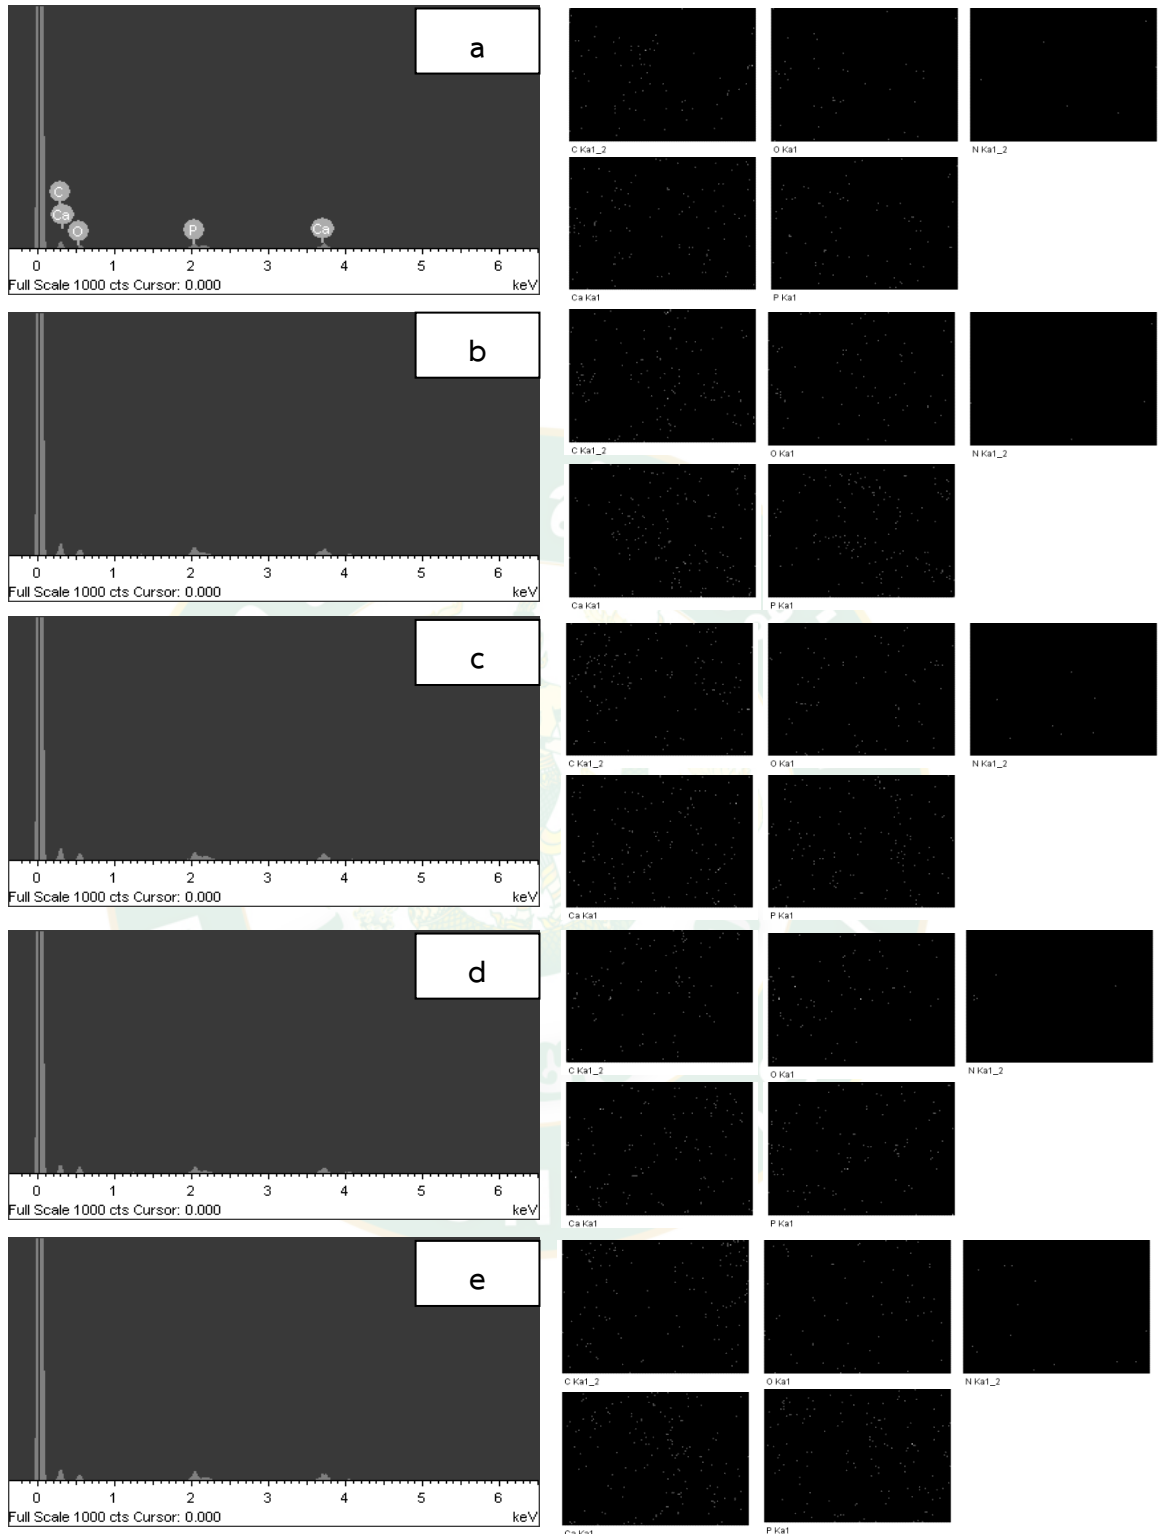 a
C
Ca
O
P
Ca
0 1 2 3 4 5 6
Full Scale 1000 cts Cursor: 0.000 keV
C Ka1_2
O Ka1
N Ka1_2
Ca Ka1
P Ka1
b
0 1 2 3 4 5 6
Full Scale 1000 cts Cursor: 0.000 keV
C Ka1_2
O Ka1
N Ka1_2
Ca Ka1
P Ka1
c
0 1 2 3 4 5 6
Full Scale 1000 cts Cursor: 0.000 keV
C Ka1_2
O Ka1
N Ka1_2
Ca Ka1
P Ka1
d
0 1 2 3 4 5 6
Full Scale 1000 cts Cursor: 0.000 keV
C Ka1_2
O Ka1
N Ka1_2
Ca Ka1
P Ka1
e
0 1 2 3 4 5 6
Full Scale 1000 cts Cursor: 0.000 keV
C Ka1_2
O Ka1
N Ka1_2
Ca Ka1
P Ka1